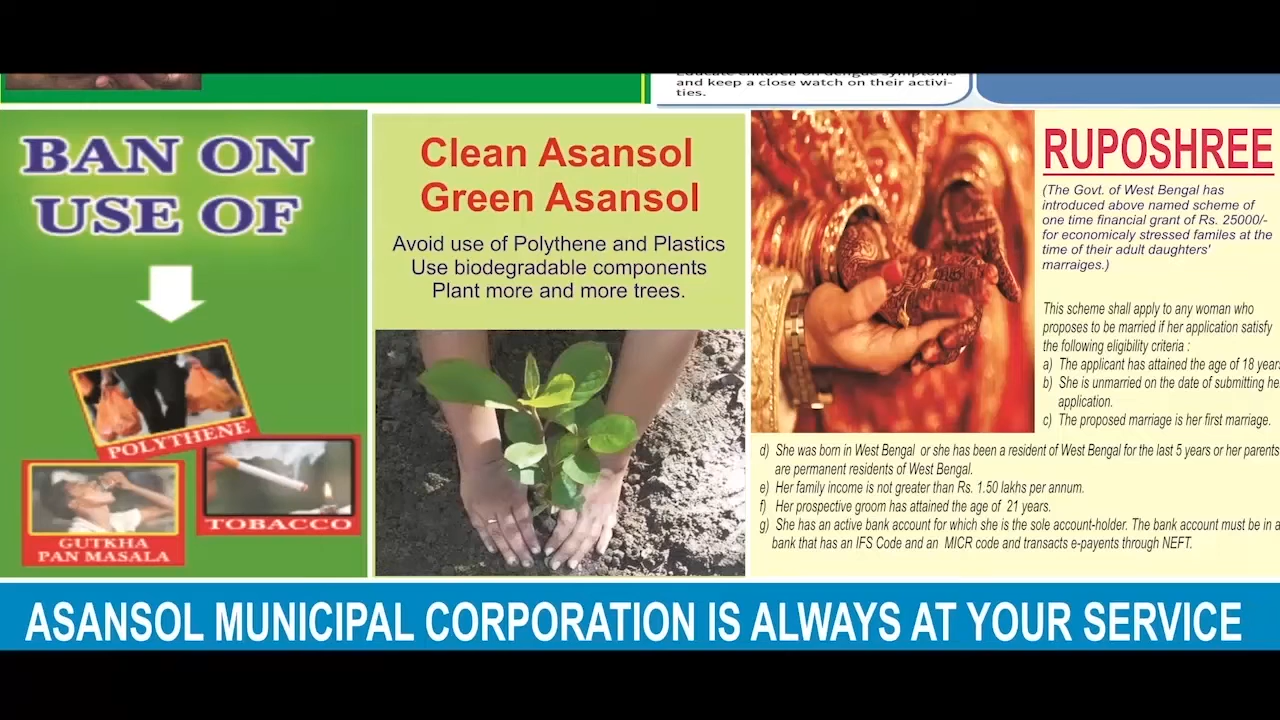 Educate children on dengue symptoms
and keep a close watch on their activi-
ties.
BAN ON
USE OF
POLYTHENE
TOBACCO
GUTKHA
PAN MASALA
Clean Asansol
Green Asansol
Avoid use of Polythene and Plastics
Use biodegradable components
Plant more and more trees.
RUPOSHREE
(The Govt. of West Bengal has
introduced above named scheme of
one time financial grant of Rs. 25000/-
for economicaly stressed familes at the
time of their adult daughters'
marraiges.)
This scheme shall apply to any woman who
proposes to be married if her application satisfy
the following eligibility criteria :
a) The applicant has attained the age of 18 years
b) She is unmarried on the date of submitting her
application.
c) The proposed marriage is her first marriage.
d) She was born in West Bengal or she has been a resident of West Bengal for the last 5 years or her parents
are permanent residents of West Bengal.
e) Her family income is not greater than Rs. 1.50 lakhs per annum.
f) Her prospective groom has attained the age of 21 years.
g) She has an active bank account for which she is the sole account-holder. The bank account must be in a
bank that has an IFS Code and an MICR code and transacts e-payents through NEFT.
ASANSOL MUNICIPAL CORPORATION IS ALWAYS AT YOUR SERVICE